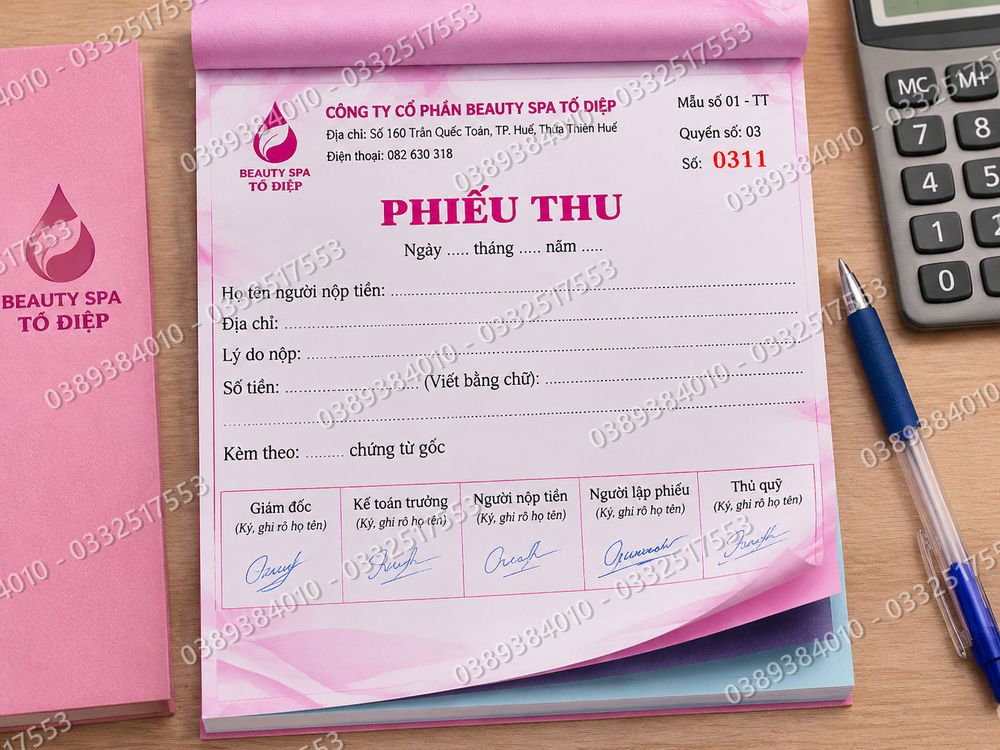 CÔNG TY CỔ PHẦN BEAUTY SPA TỐ DIỆP
Địa chỉ: Số 160 Trần Quốc Toản, TP. Huế, Thừa Thiên Huế
Điện thoại: 082 630 318
BEAUTY SPA
TỐ DIỆP
Mẫu số 01 - TT
Quyển số: 03
Số: 0311
PHIẾU THU
Ngày ..... tháng ..... năm .....
Họ tên người nộp tiền: ....................
Địa chỉ: ....................
Lý do nộp: ....................
Số tiền: .................... (Viết bằng chữ): ....................
Kèm theo: ......... chứng từ gốc
Giám đốc
(Ký, ghi rõ họ tên)
Kế toán trưởng
(Ký, ghi rõ họ tên)
Người nộp tiền
(Ký, ghi rõ họ tên)
Người lập phiếu
(Ký, ghi rõ họ tên)
Thủ quỹ
(Ký, ghi rõ họ tên)
BEAUTY SPA
TỐ DIỆP
MC M+
7 8
4 5
1 2
0
0389384010 - 0332517553